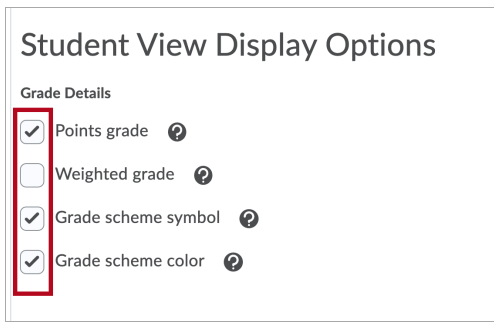 Student View Display Options
Grade Details
Points grade
Weighted grade
Grade scheme symbol
Grade scheme color